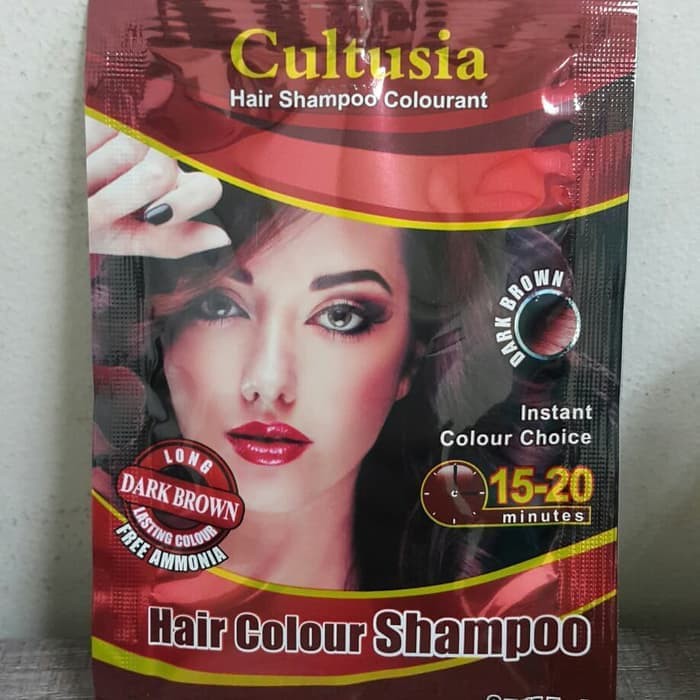 Cultusia
Hair Shampoo Colourant
DARK BROWN
Instant
Colour Choice
15-20
minutes
LONG
DARK BROWN
LASTING COLOUR
FREE AMMONIA
Hair Colour Shampoo